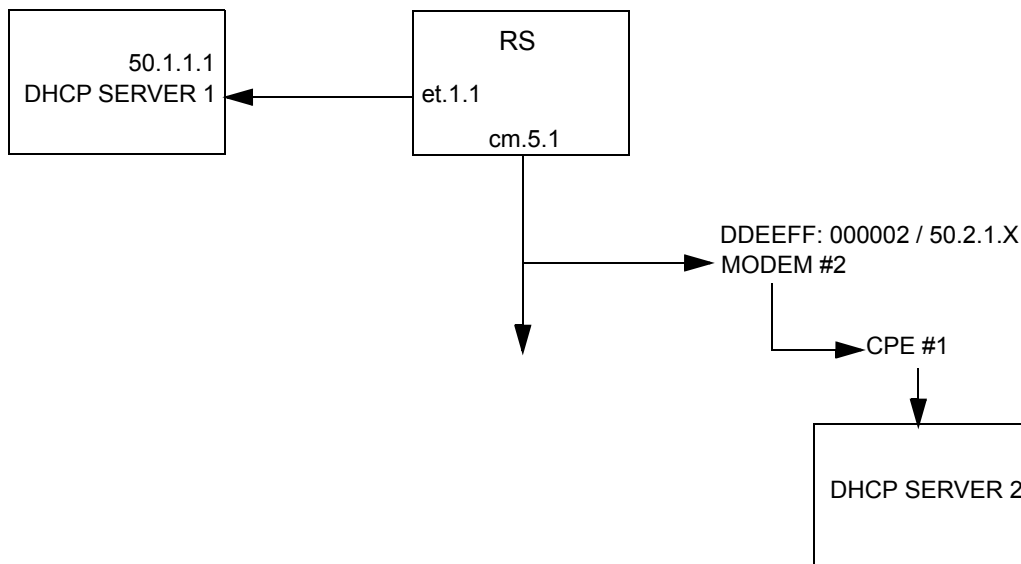 50.1.1.1
DHCP SERVER 1
RS
et.1.1
cm.5.1
DDEEFF: 000002 / 50.2.1.X
MODEM #2
CPE #1
DHCP SERVER 2